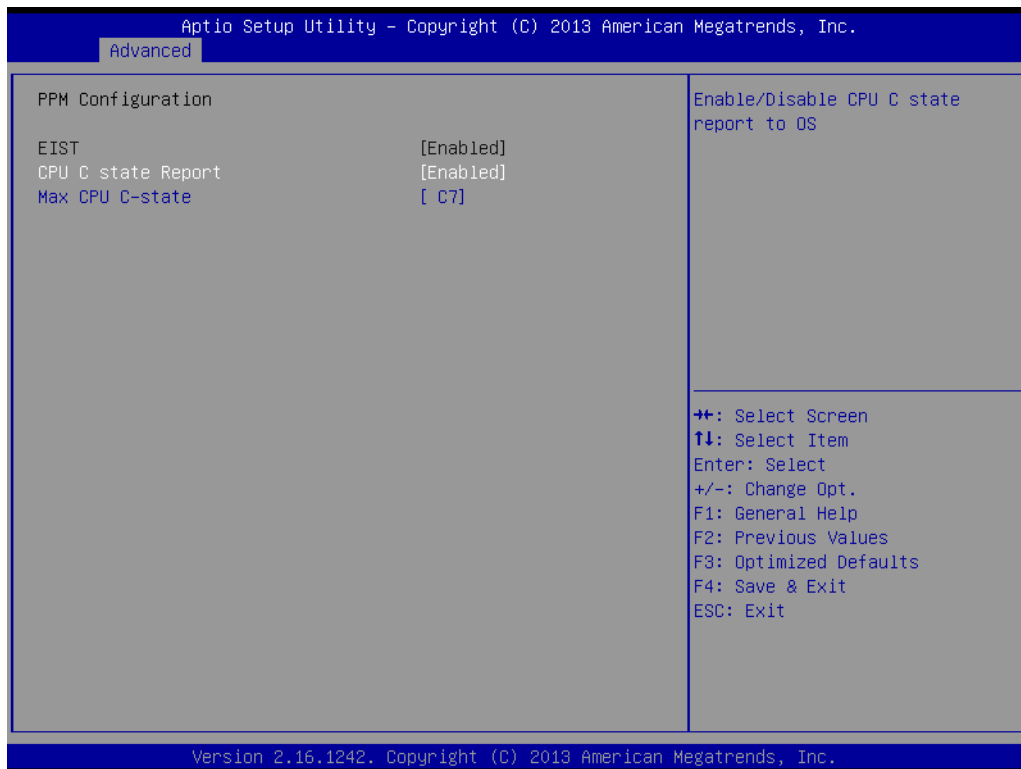 Aptio Setup Utility – Copyright (C) 2013 American Megatrends, Inc.
Advanced
PPM Configuration
EIST [Enabled]
CPU C state Report [Enabled]
Max CPU C-state [ C7]
Enable/Disable CPU C state
report to OS
→←: Select Screen
↑↓: Select Item
Enter: Select
+/-: Change Opt.
F1: General Help
F2: Previous Values
F3: Optimized Defaults
F4: Save & Exit
ESC: Exit
Version 2.16.1242. Copyright (C) 2013 American Megatrends, Inc.